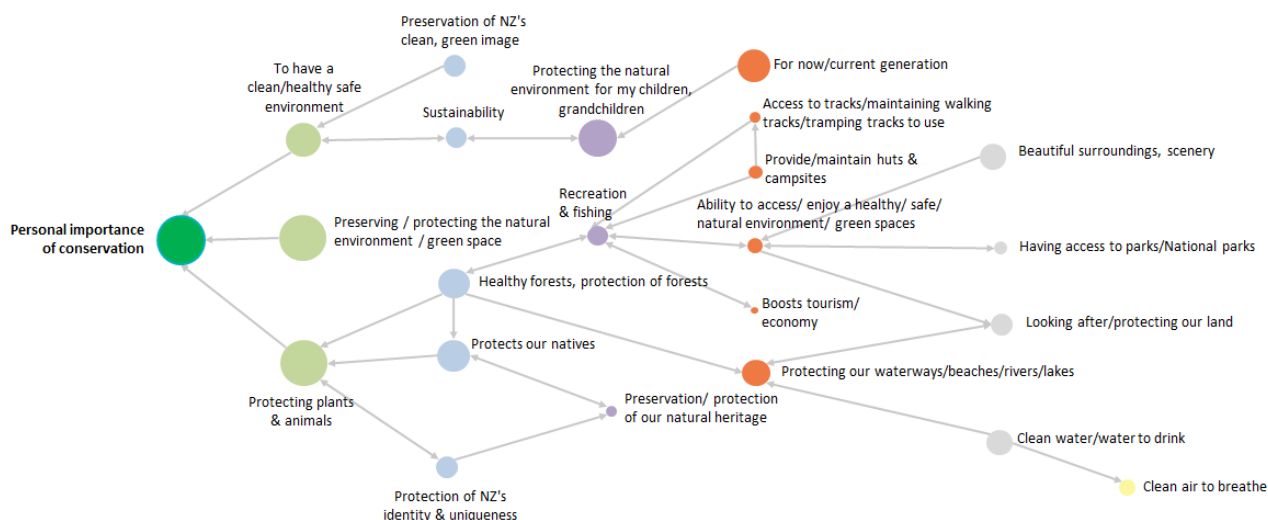 Preservation of NZ's
clean, green image
To have a
clean/healthy safe
environment
Sustainability
Protecting the natural
environment for my children,
grandchildren
For now/current generation
Access to tracks/maintaining walking
tracks/tramping tracks to use
Provide/maintain huts &
campsites
Beautiful surroundings, scenery
Personal importance
of conservation
Preserving / protecting the natural
environment / green space
Recreation
& fishing
Ability to access/ enjoy a healthy/ safe/
natural environment/ green spaces
Having access to parks/National parks
Healthy forests, protection of forests
Boosts tourism/
economy
Looking after/protecting our land
Protects our natives
Protecting our waterways/beaches/rivers/lakes
Protecting plants
& animals
Preservation/ protection
of our natural heritage
Clean water/water to drink
Clean air to breathe
Protection of NZ's
identity & uniqueness